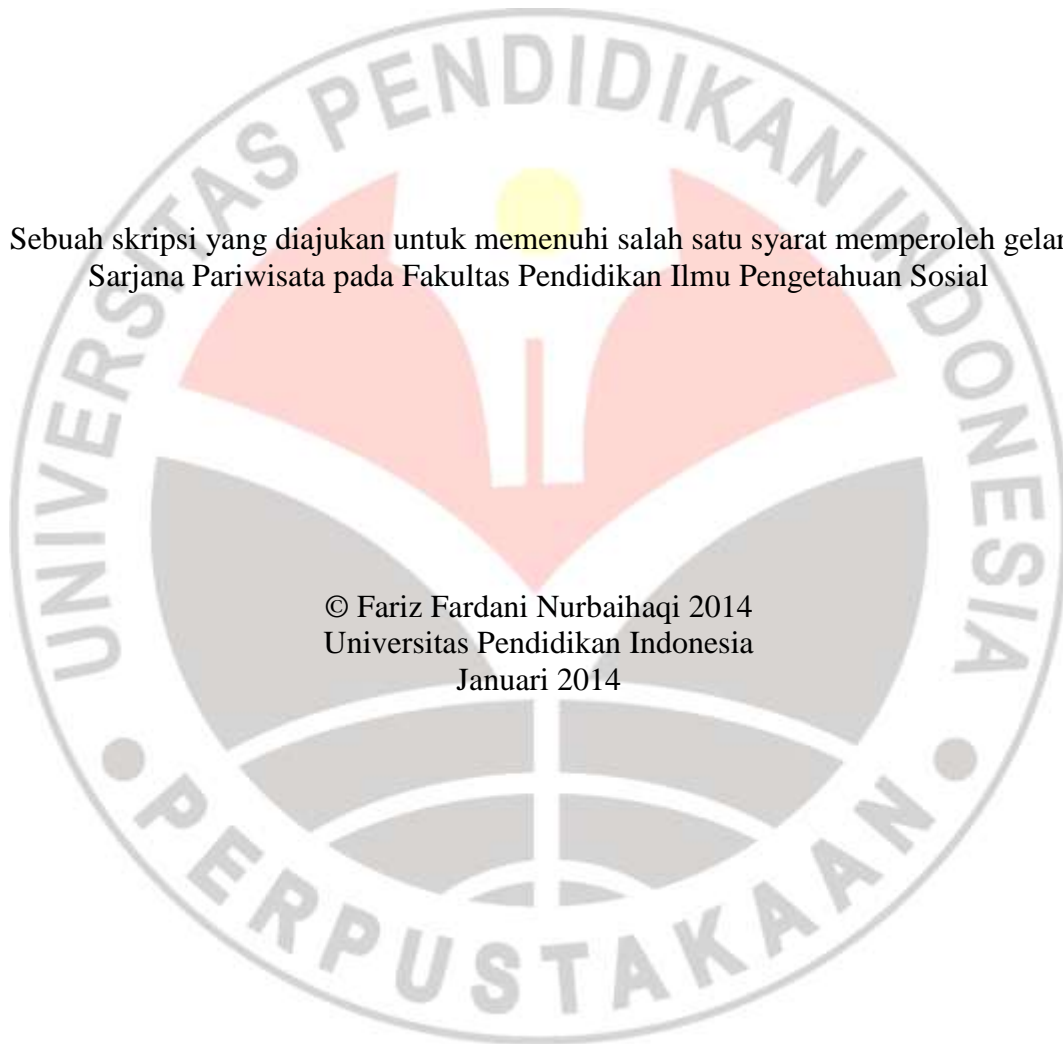 UNIVERSITAS PENDIDIKAN INDONESIA
Sebuah skripsi yang diajukan untuk memenuhi salah satu syarat memperoleh gelar
Sarjana Pariwisata pada Fakultas Pendidikan Ilmu Pengetahuan Sosial
© Fariz Fardani Nurbaihaqi 2014
Universitas Pendidikan Indonesia
Januari 2014
PERPUSTAKAAN